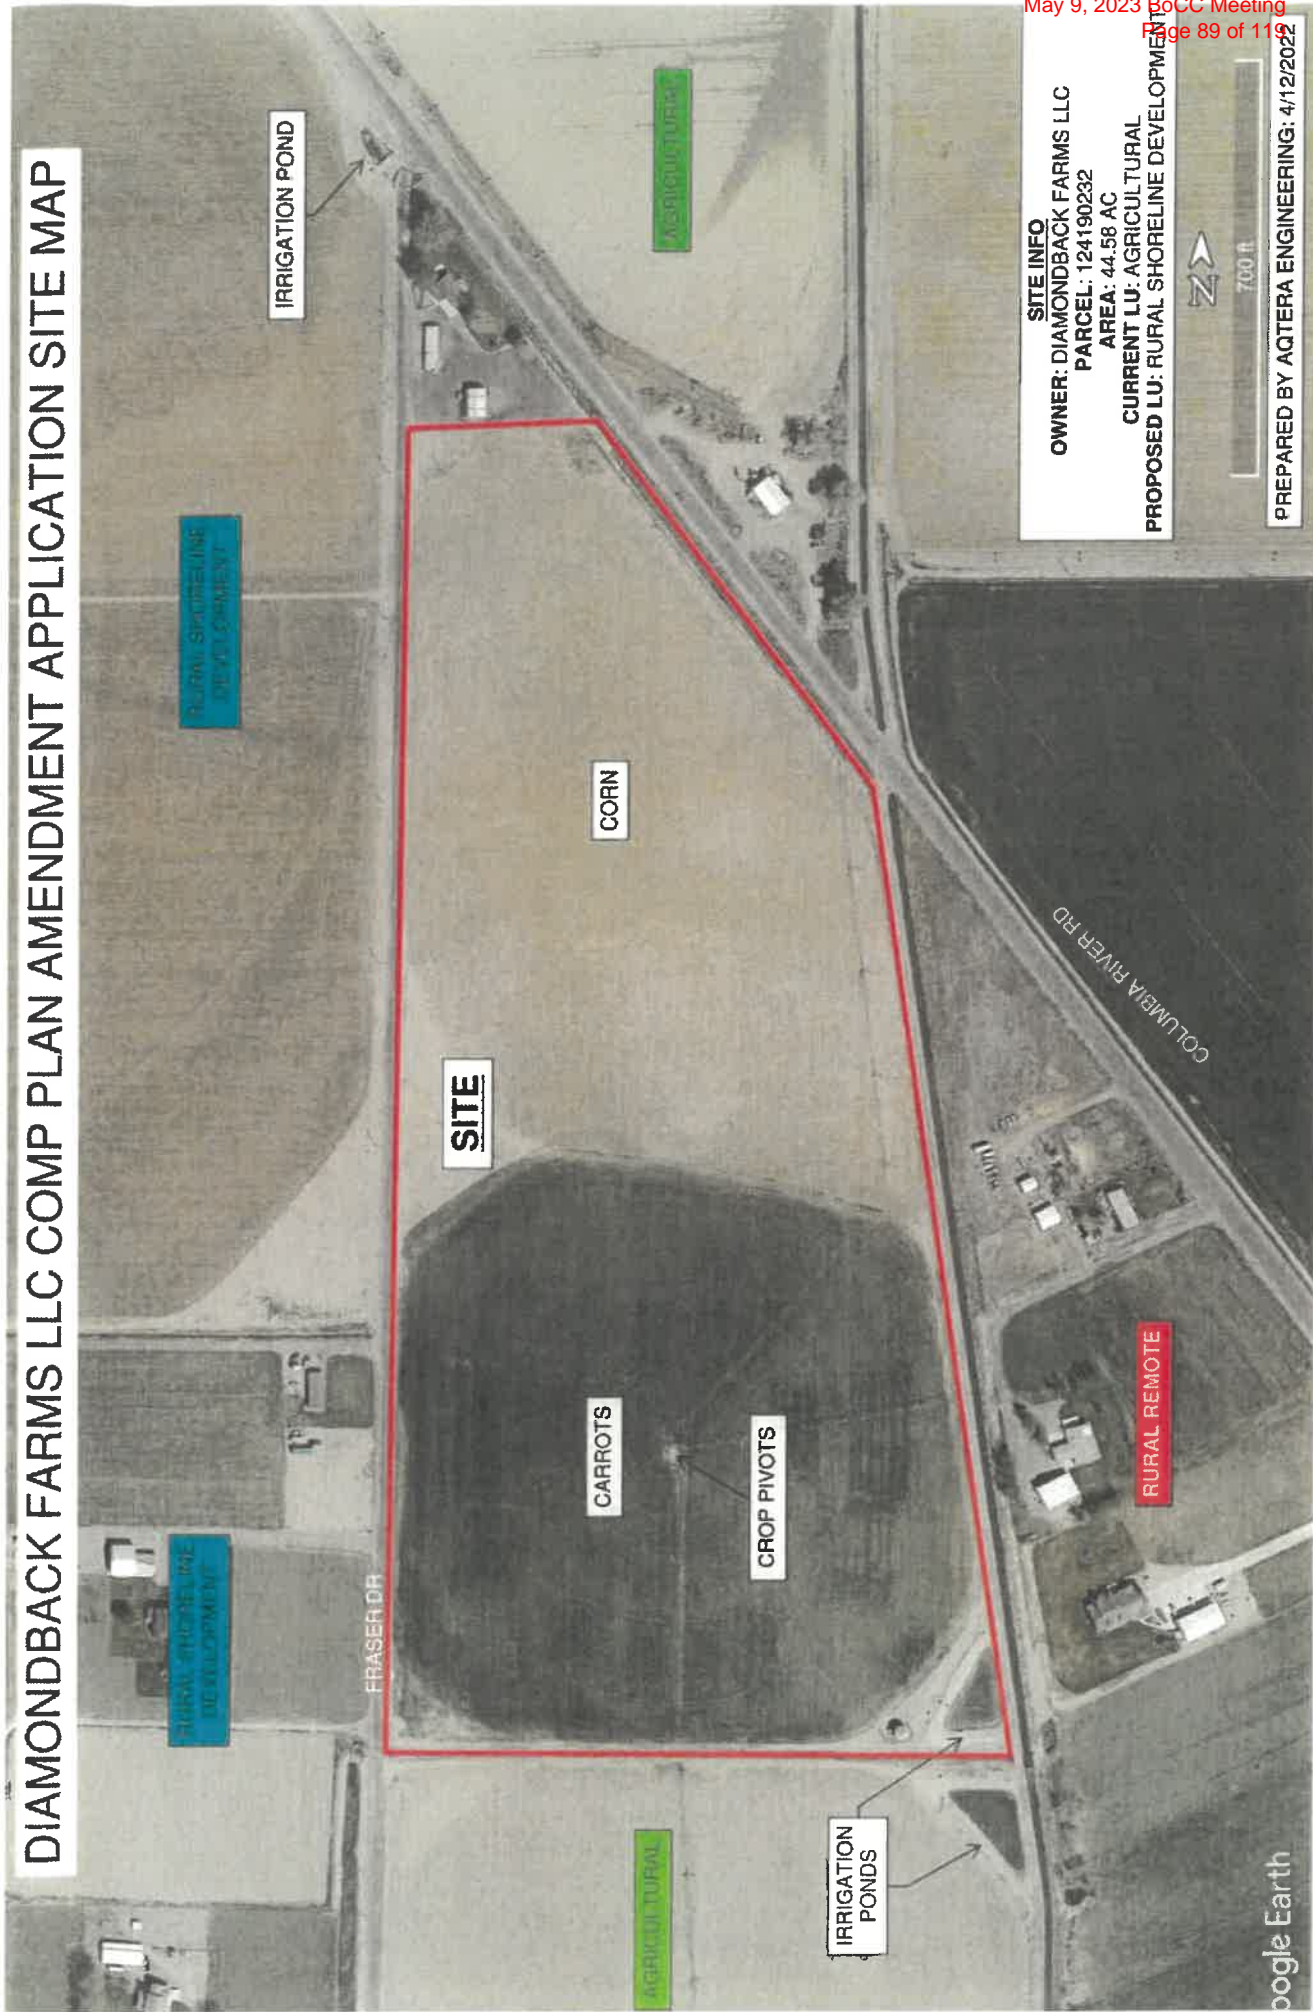 May 9, 2023 BoCC Meeting
Page 89 of 119
DIAMONDBACK FARMS LLC COMP PLAN AMENDMENT APPLICATION SITE MAP
RURAL SHORELINE
DEVELOPMENT
RURAL SHORELINE
DEVELOPMENT
IRRIGATION POND
FRASER DR
SITE
CARROTS
CORN
AGRICULTURAL
AGRICULTURAL
CROP PIVOTS
IRRIGATION
PONDS
RURAL REMOTE
COLUMBIA RIVER RD
SITE INFO
OWNER: DIAMONDBACK FARMS LLC
PARCEL: 124190232
AREA: 44.58 AC
CURRENT LU: AGRICULTURAL
PROPOSED LU: RURAL SHORELINE DEVELOPMENT
N
700 ft
PREPARED BY AQTERA ENGINEERING: 4/12/2022
oogle Earth